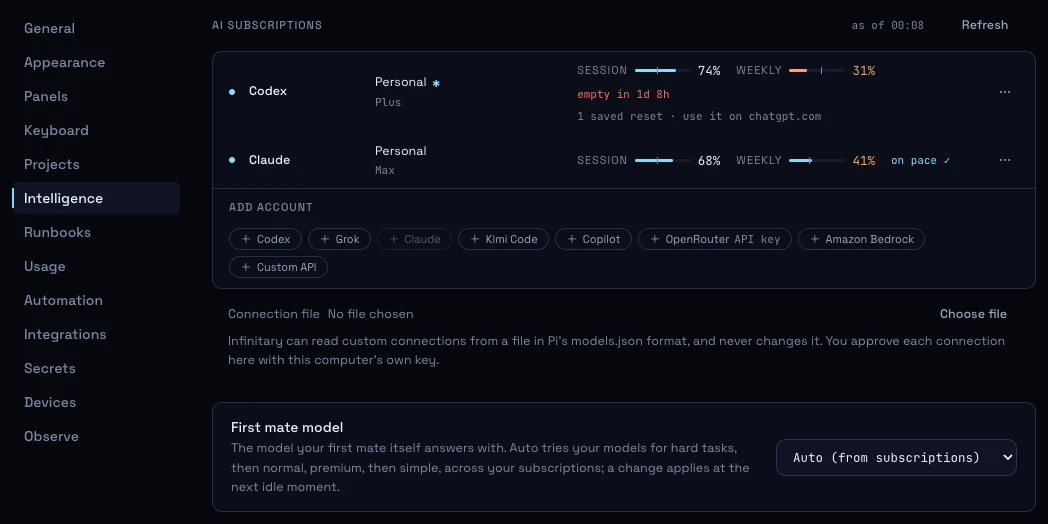 General
Appearance
Panels
Keyboard
Projects
Intelligence
Runbooks
Usage
Automation
Integrations
Secrets
Devices
Observe
AI SUBSCRIPTIONS as of 00:08 Refresh
Codex Personal * SESSION 74% WEEKLY 31% ...
Plus empty in 1d 8h
1 saved reset · use it on chatgpt.com
Claude Personal SESSION 68% WEEKLY 41% on pace ✓ ...
Max
ADD ACCOUNT
+ Codex + Grok + Claude + Kimi Code + Copilot + OpenRouter API key + Amazon Bedrock
+ Custom API
Connection file No file chosen Choose file
Infinitary can read custom connections from a file in Pi's models.json format, and never changes it. You approve each connection
here with this computer's own key.
First mate model
The model your first mate itself answers with. Auto tries your models for hard tasks,
then normal, premium, then simple, across your subscriptions; a change applies at the
next idle moment.
Auto (from subscriptions)